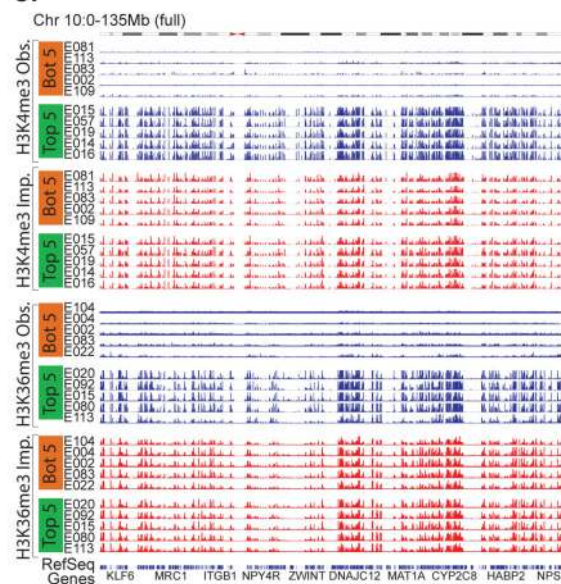 Chr 10:0-135Mb (full)
H3K4me3 Obs.
Bot 5
E081
E113
E083
E002
E109
Top 5
E015
E057
E019
E014
E016
H3K4me3 Imp.
Bot 5
E081
E113
E083
E002
E109
Top 5
E015
E057
E019
E014
E016
H3K36me3 Obs.
Bot 5
E104
E004
E002
E083
E022
Top 5
E020
E092
E015
E080
E113
H3K36me3 Imp.
Bot 5
E104
E004
E002
E083
E022
Top 5
E020
E092
E015
E080
E113
RefSeq
Genes KLF6 MRC1 ITGB1 NPY4R ZWINT DNAJC12 MAT1A CYP2C8 HABP2 NPS